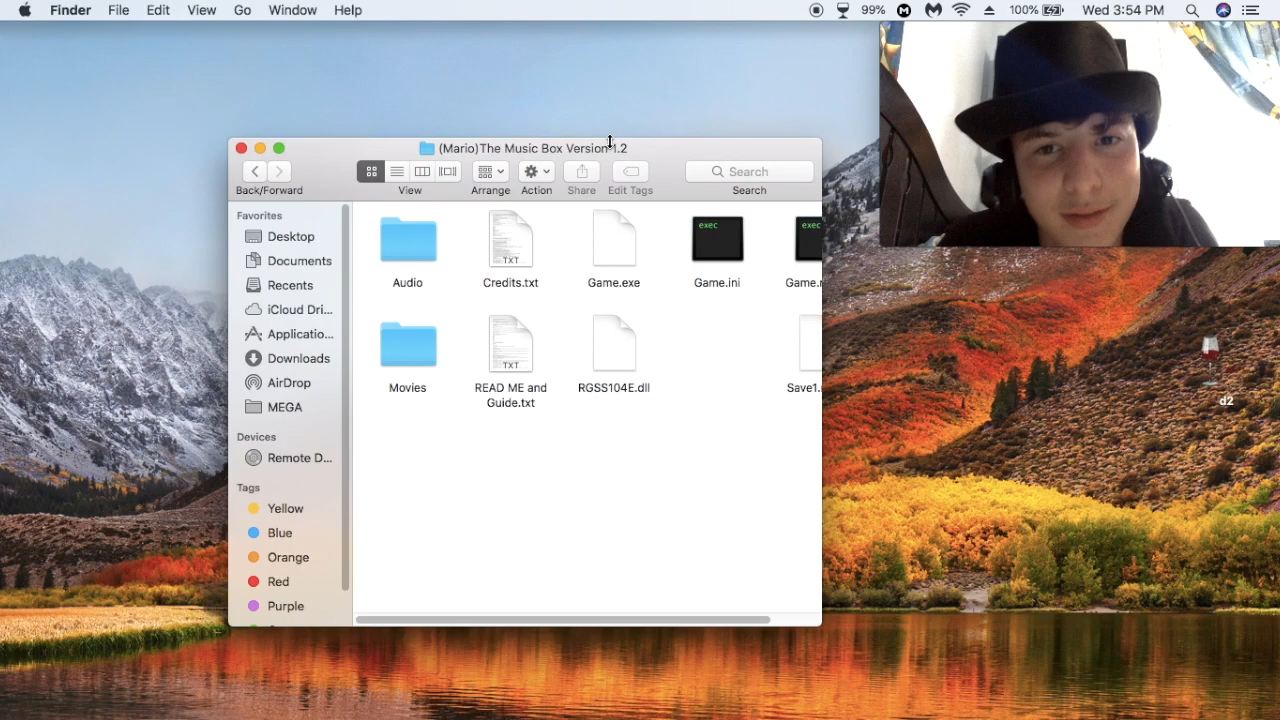 Finder File Edit View Go Window Help 99% 100% Wed 3:54 PM
(Mario)The Music Box Version 1.2
Search
Back/Forward View Arrange Action Share Edit Tags Search
Favorites
Desktop
Documents
Recents
iCloud Dri...
Applicatio...
Downloads
AirDrop
MEGA
Devices
Remote D...
Tags
Yellow
Blue
Orange
Red
Purple
exec
exec
TXT
Audio Credits.txt Game.exe Game.ini Game.r
TXT
Movies READ ME and RGSS104E.dll Save1.
Guide.txt
d2